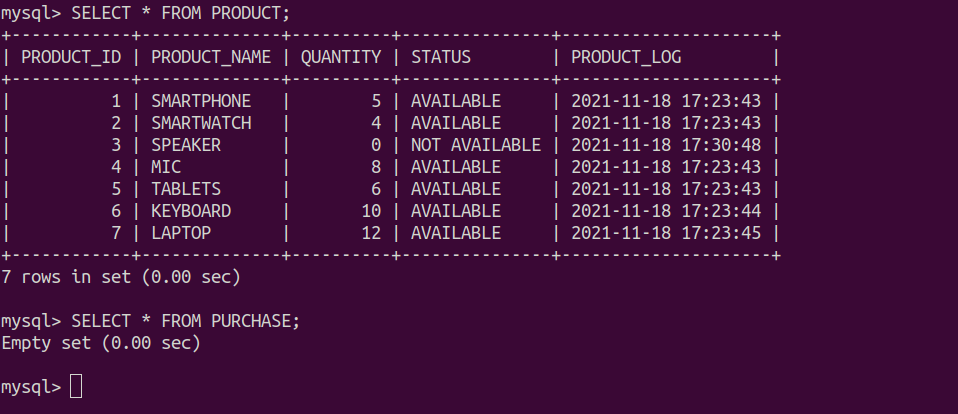 mysql> SELECT * FROM PRODUCT;
+------------+--------------+----------+---------------+---------------------+
| PRODUCT_ID | PRODUCT_NAME | QUANTITY | STATUS        | PRODUCT_LOG         |
+------------+--------------+----------+---------------+---------------------+
|          1 | SMARTPHONE   |        5 | AVAILABLE     | 2021-11-18 17:23:43 |
|          2 | SMARTWATCH   |        4 | AVAILABLE     | 2021-11-18 17:23:43 |
|          3 | SPEAKER      |        0 | NOT AVAILABLE | 2021-11-18 17:30:48 |
|          4 | MIC          |        8 | AVAILABLE     | 2021-11-18 17:23:43 |
|          5 | TABLETS      |        6 | AVAILABLE     | 2021-11-18 17:23:43 |
|          6 | KEYBOARD     |       10 | AVAILABLE     | 2021-11-18 17:23:44 |
|          7 | LAPTOP       |       12 | AVAILABLE     | 2021-11-18 17:23:45 |
+------------+--------------+----------+---------------+---------------------+
7 rows in set (0.00 sec)

mysql> SELECT * FROM PURCHASE;
Empty set (0.00 sec)

mysql>